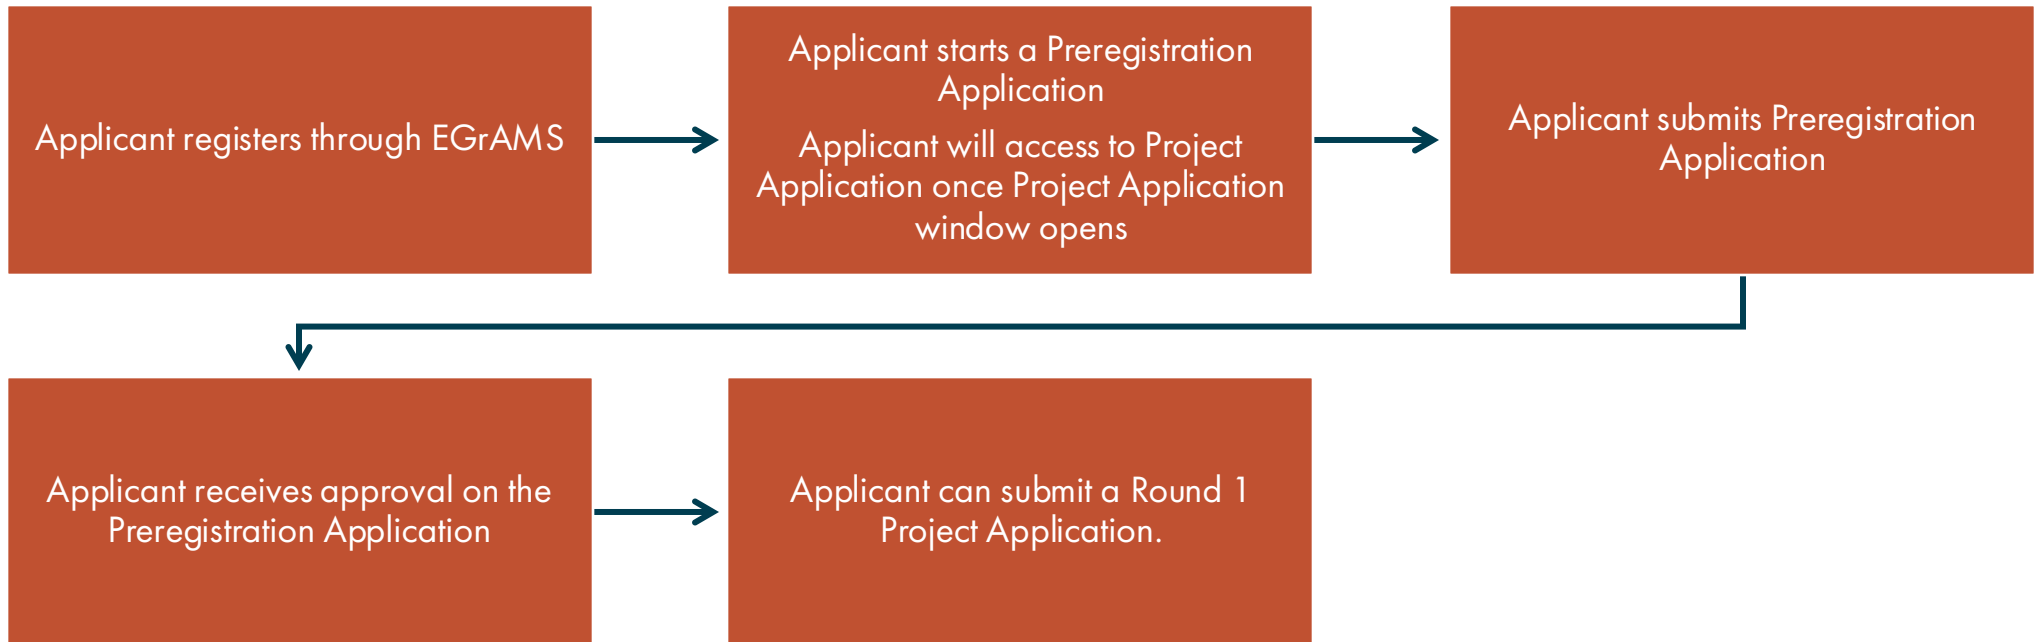 Applicant registers through EGrAMS
Applicant starts a Preregistration
Application
Applicant will access to Project
Application once Project Application
window opens
Applicant submits Preregistration
Application
Applicant receives approval on the
Preregistration Application
Applicant can submit a Round 1
Project Application.